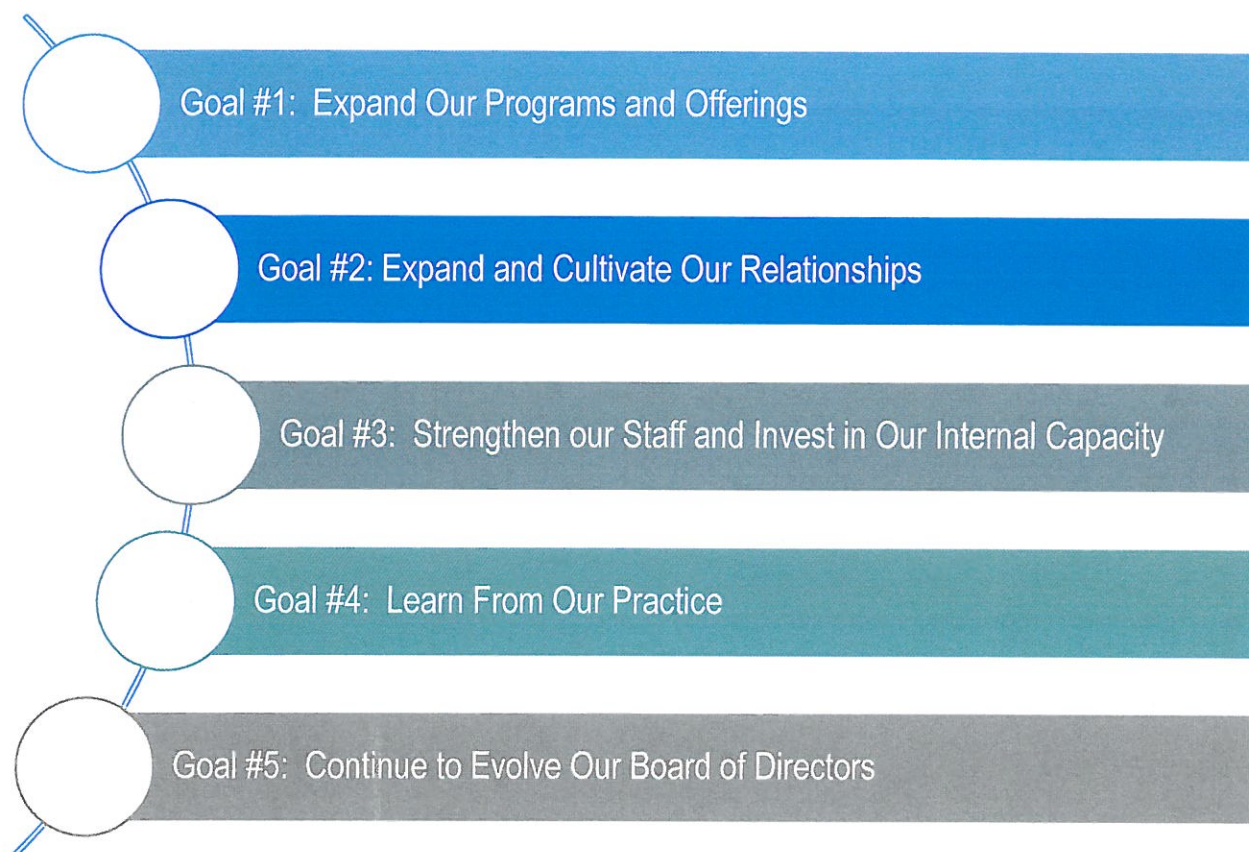 Goal #1:  Expand Our Programs and Offerings
Goal #2: Expand and Cultivate Our Relationships
Goal #3:  Strengthen our Staff and Invest in Our Internal Capacity
Goal #4:  Learn From Our Practice
Goal #5:  Continue to Evolve Our Board of Directors